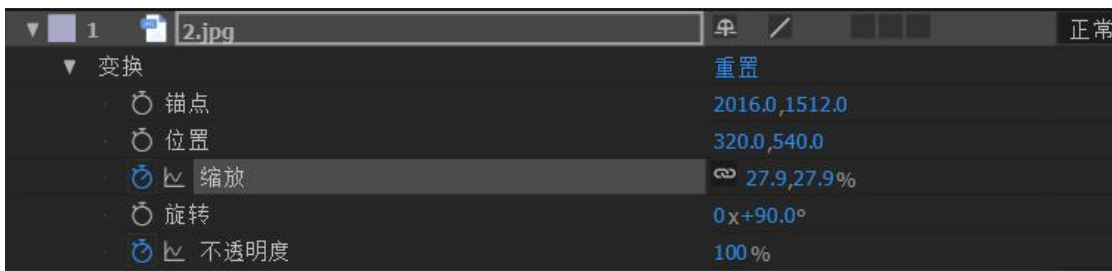 1 2.jpg 正常
变换 重置
锚点 2016.0,1512.0
位置 320.0,540.0
缩放 27.9,27.9%
旋转 0x+90.0°
不透明度 100%